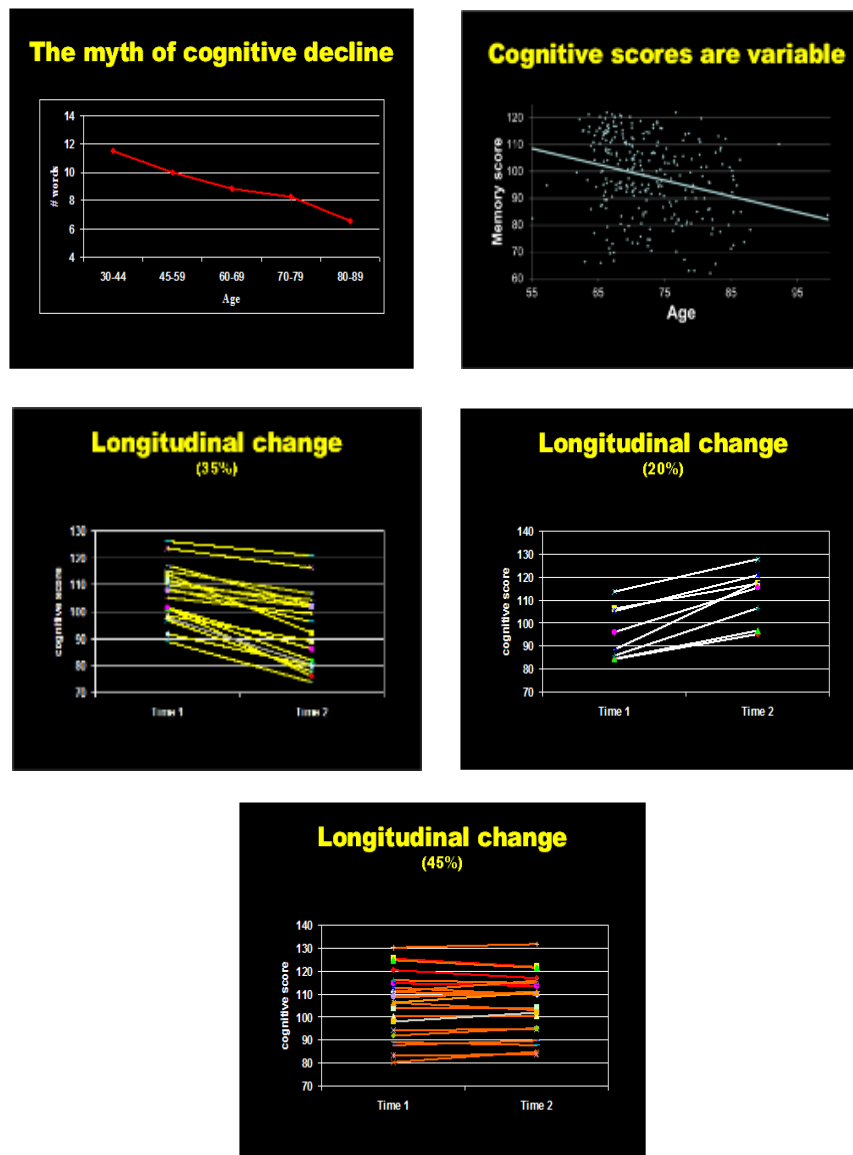 The myth of cognitive decline
14
12
10
8
6
4
# words
30-44 45-59 60-69 70-79 80-89
Age
Cognitive scores are variable
120
110
100
90
80
70
60
Memory score
55 65 75 85 95
Age
Longitudinal change
(35%)
130
120
110
100
90
80
70
cognitive score
Time 1 Time 2
Longitudinal change
(20%)
140
130
120
110
100
90
80
70
cognitive score
Time 1 Time 2
Longitudinal change
(45%)
140
130
120
110
100
90
80
70
cognitive score
Time 1 Time 2